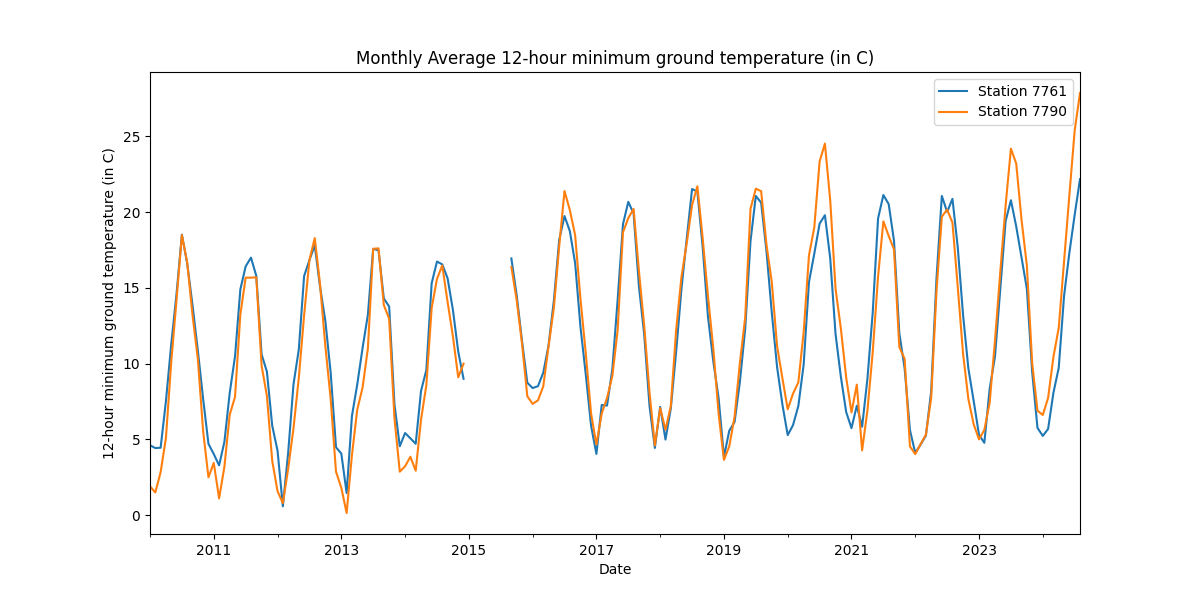 Monthly Average 12-hour minimum ground temperature (in C)
Station 7761
Station 7790
12-hour minimum ground temperature (in C)
25
20
15
10
5
0
2011
2013
2015
2017
2019
2021
2023
Date